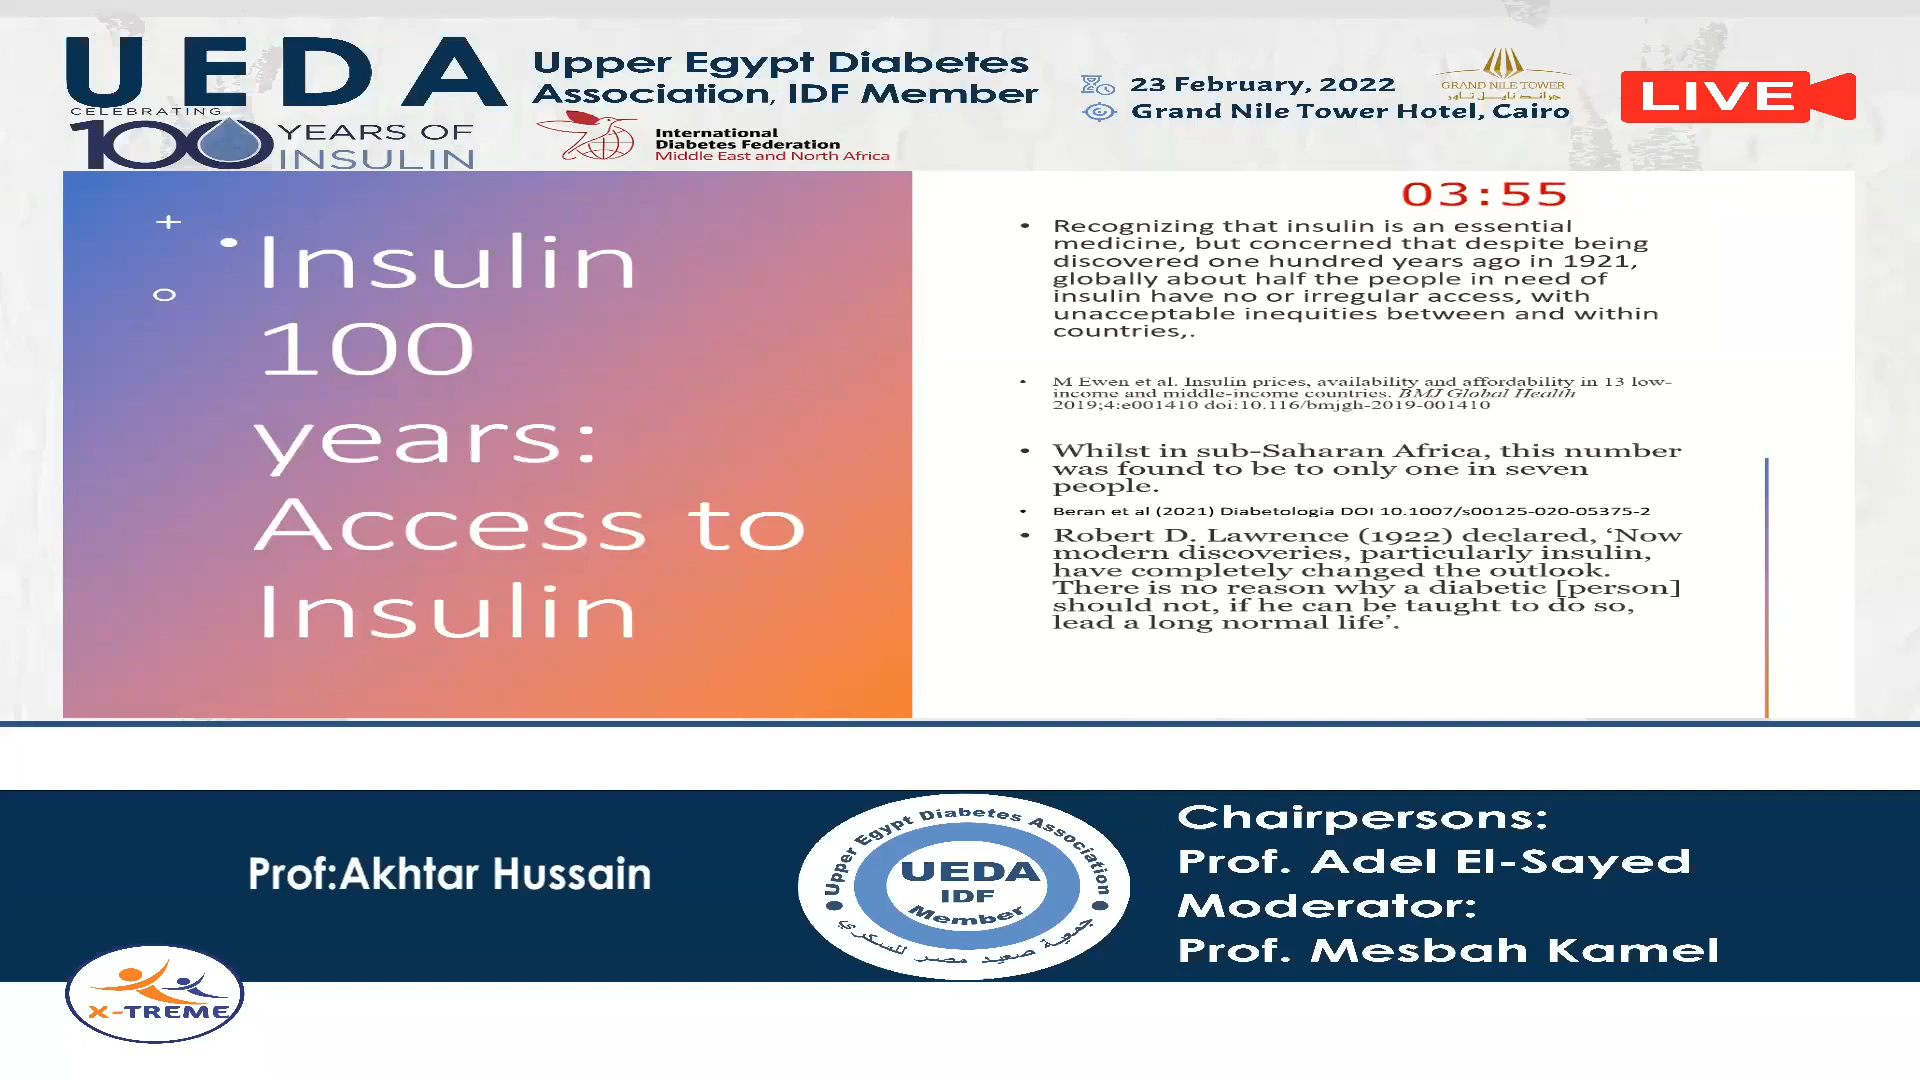 UEDA
CELEBRATING
100 YEARS OF
INSULIN
Upper Egypt Diabetes
Association, IDF Member
International
Diabetes Federation
Middle East and North Africa
23 February, 2022
Grand Nile Tower Hotel, Cairo
GRAND NILE TOWER
جراند نايل تاور
LIVE
Insulin
100
years:
Access to
Insulin
03:55
• Recognizing that insulin is an essential
medicine, but concerned that despite being
discovered one hundred years ago in 1921,
globally about half the people in need of
insulin have no or irregular access, with
unacceptable inequities between and within
countries,.
• M Ewen et al. Insulin prices, availability and affordability in 13 low-
income and middle-income countries. BMJ Global Health
2019;4:e001410 doi:10.116/bmjgh-2019-001410
• Whilst in sub-Saharan Africa, this number
was found to be to only one in seven
people.
• Beran et al (2021) Diabetologia DOI 10.1007/s00125-020-05375-2
• Robert D. Lawrence (1922) declared, ‘Now
modern discoveries, particularly insulin,
have completely changed the outlook.
There is no reason why a diabetic [person]
should not, if he can be taught to do so,
lead a long normal life’.
Prof:Akhtar Hussain
Upper Egypt Diabetes Association
UEDA
IDF
Member
جمعية صعيد مصر للسكري
Chairpersons:
Prof. Adel El-Sayed
Moderator:
Prof. Mesbah Kamel
X-TREME